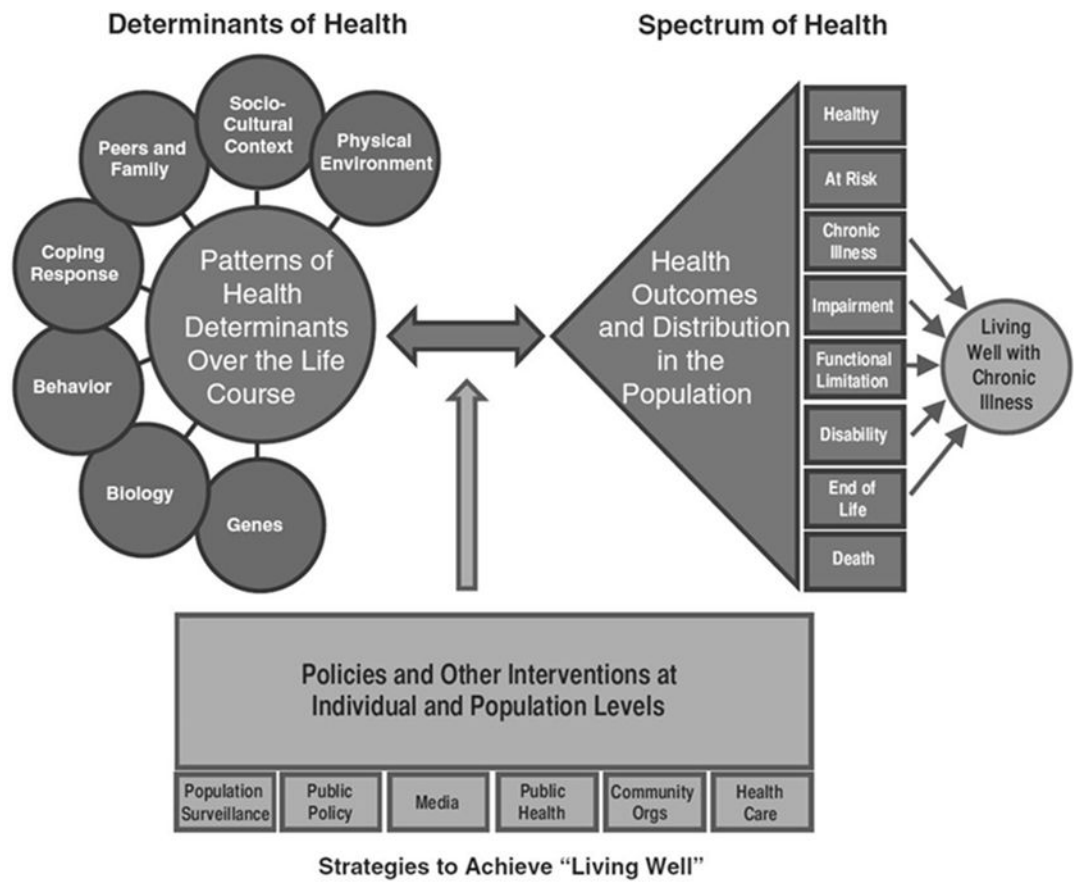 Determinants of Health
Spectrum of Health
Socio-
Cultural
Context
Peers and
Family
Physical
Environment
Coping
Response
Behavior
Biology
Genes
Patterns of
Health
Determinants
Over the Life
Course
Health
Outcomes
and Distribution
in the
Population
Healthy
At Risk
Chronic
Illness
Impairment
Functional
Limitation
Disability
End of
Life
Death
Living
Well with
Chronic
Illness
Policies and Other Interventions at
Individual and Population Levels
Population
Surveillance
Public
Policy
Media
Public
Health
Community
Orgs
Health
Care
Strategies to Achieve “Living Well”